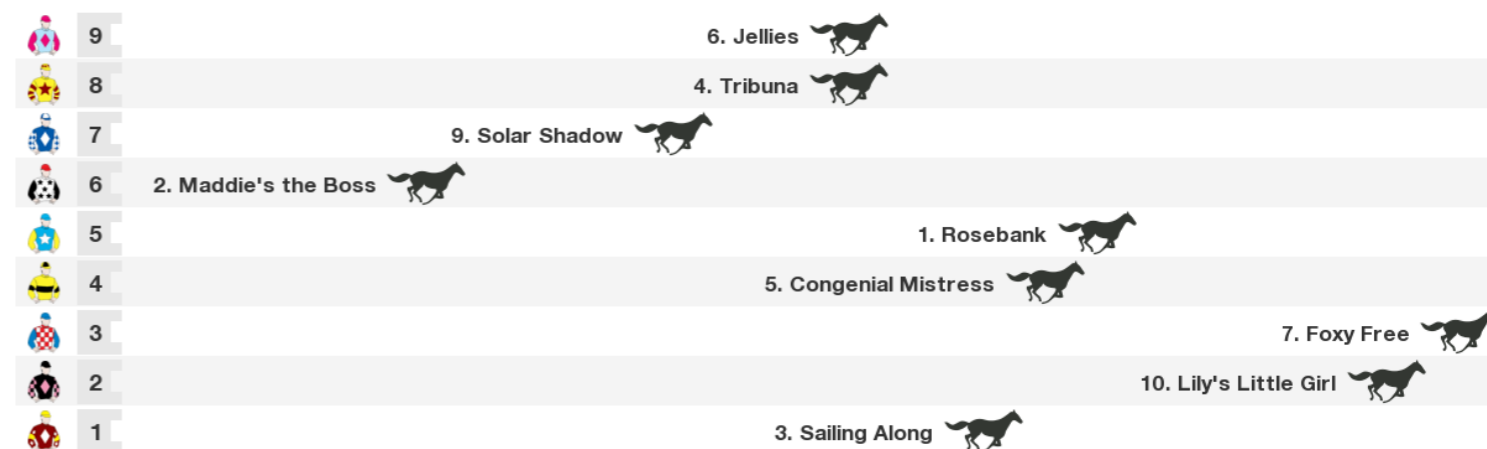 9 6. Jellies
8 4. Tribuna
7 9. Solar Shadow
6 2. Maddie's the Boss
5 1. Rosebank
4 5. Congenial Mistress
3 7. Foxy Free
2 10. Lily's Little Girl
1 3. Sailing Along